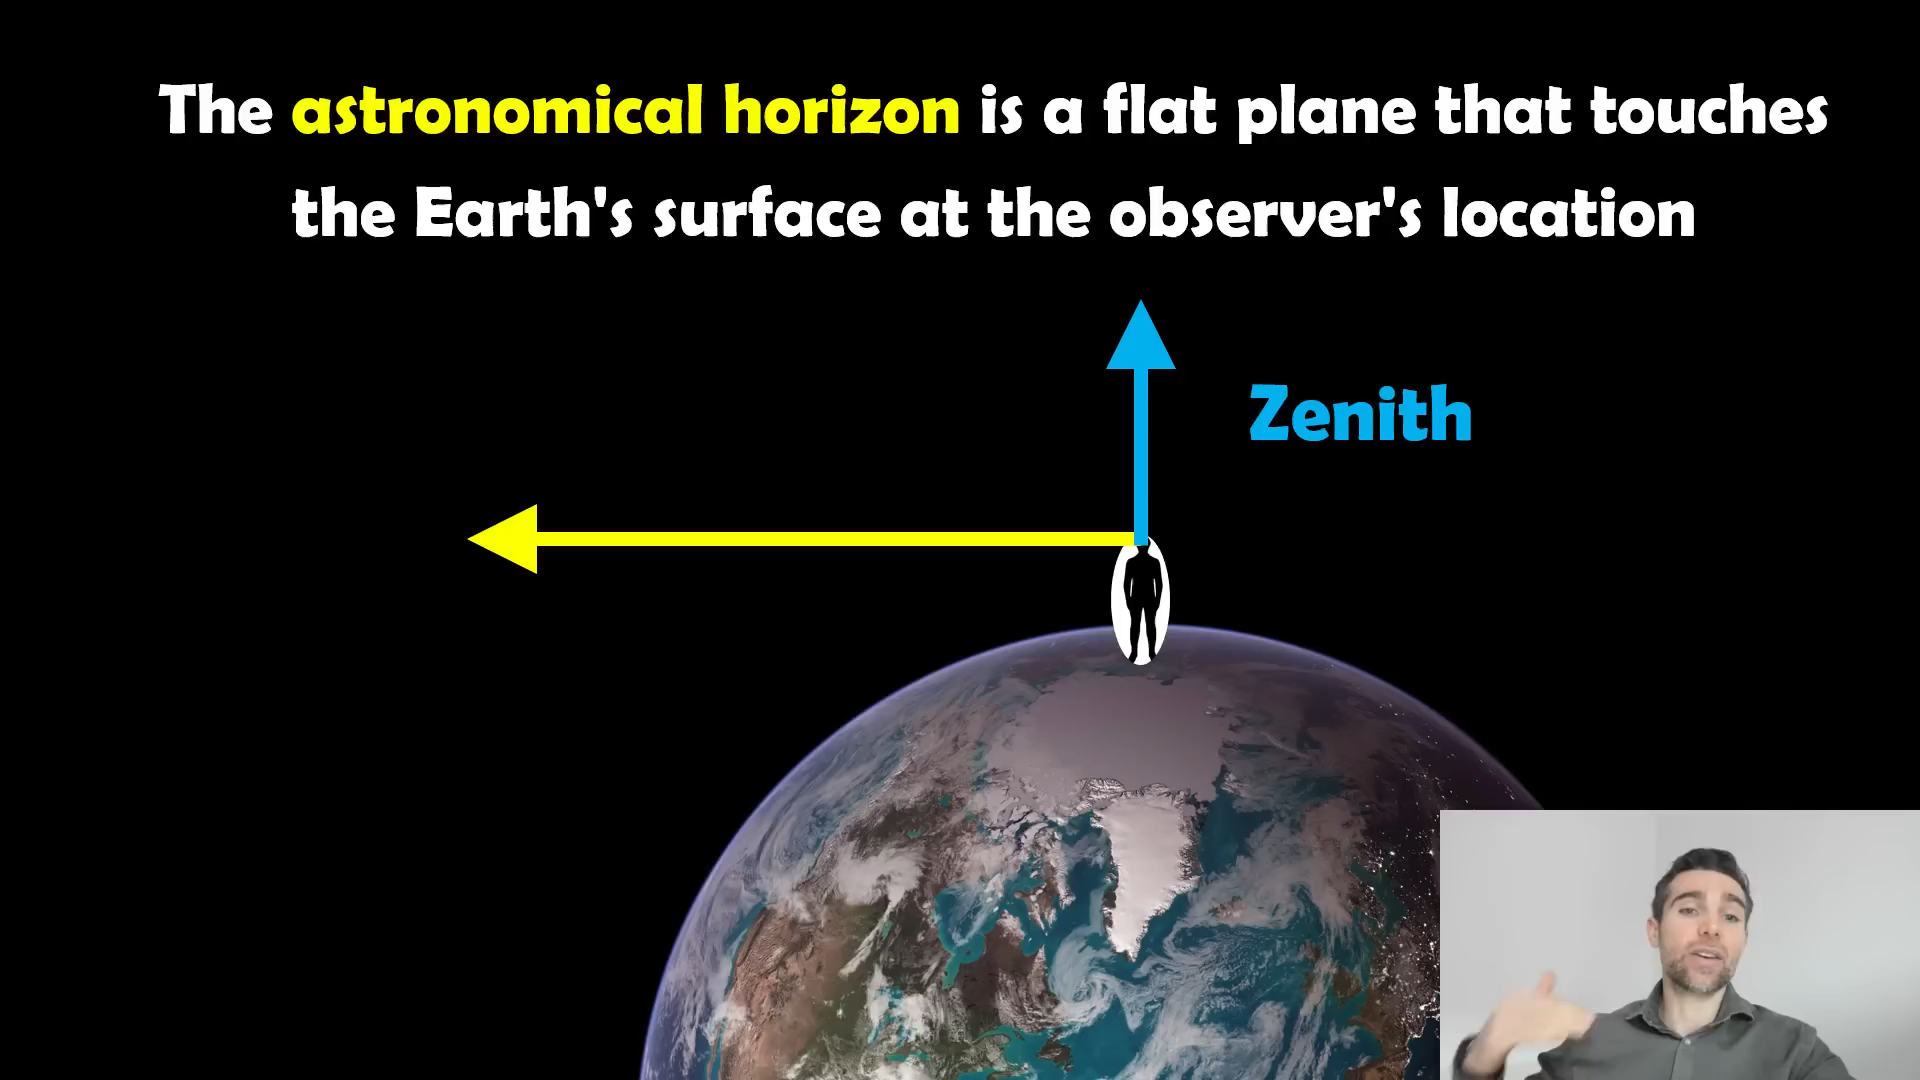 The astronomical horizon is a flat plane that touches
the Earth's surface at the observer's location
Zenith